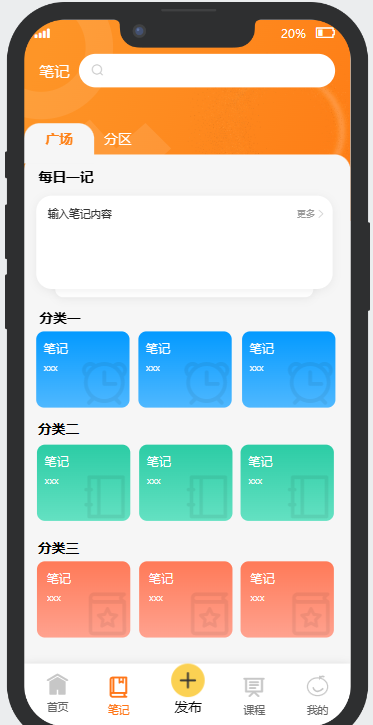 20%
笔记
广场 分区
每日一记
输入笔记内容 更多
分类一
笔记 笔记 笔记
xxx xxx xxx
分类二
笔记 笔记 笔记
xxx xxx xxx
分类三
笔记 笔记 笔记
xxx xxx xxx
首页 笔记 发布 课程 我的